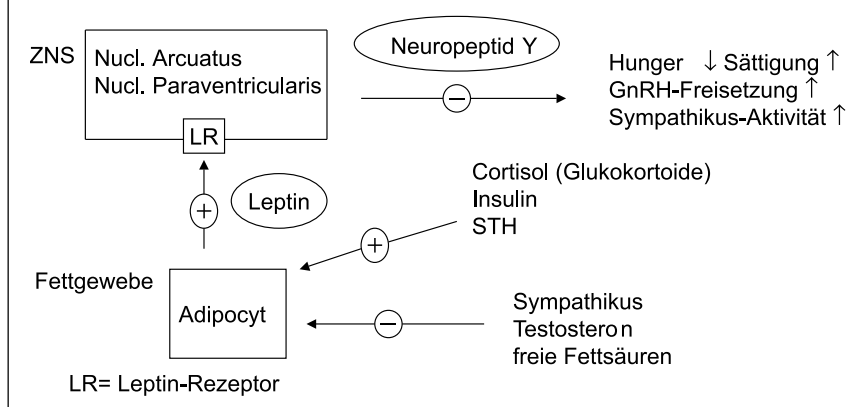 ZNS
Nucl. Arcuatus
Nucl. Paraventricularis
LR
Neuropeptid Y
−
Hunger ↓ Sättigung ↑
GnRH-Freisetzung ↑
Sympathikus-Aktivität ↑
+
Leptin
Cortisol (Glukokortoide)
Insulin
STH
+
Fettgewebe
Adipocyt
−
Sympathikus
Testosteron
freie Fettsäuren
LR= Leptin-Rezeptor